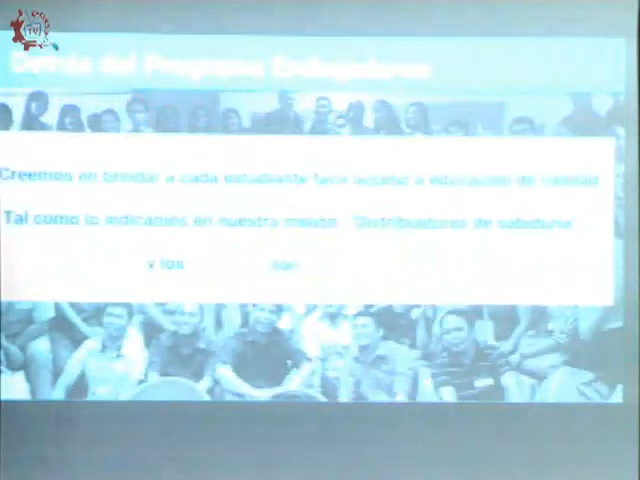 TV
Detrás del Programa Embajadores
Creemos en brindar a cada estudiante acceso a educación de calidad
Tal como lo indicamos en nuestra misión "Distribuidores de sabiduría"
y los son